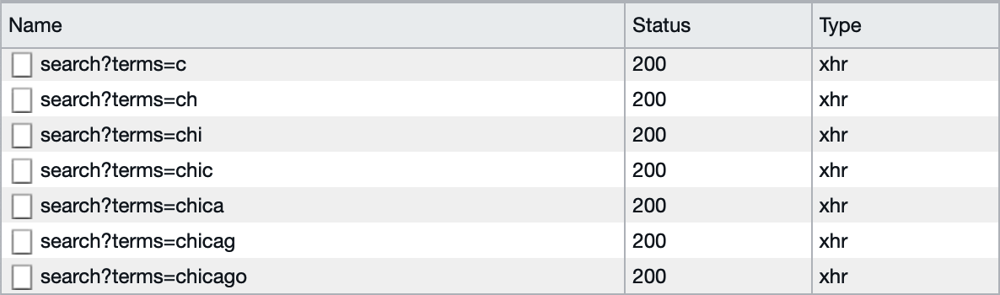 Name Status Type
search?terms=c 200 xhr
search?terms=ch 200 xhr
search?terms=chi 200 xhr
search?terms=chic 200 xhr
search?terms=chica 200 xhr
search?terms=chicag 200 xhr
search?terms=chicago 200 xhr